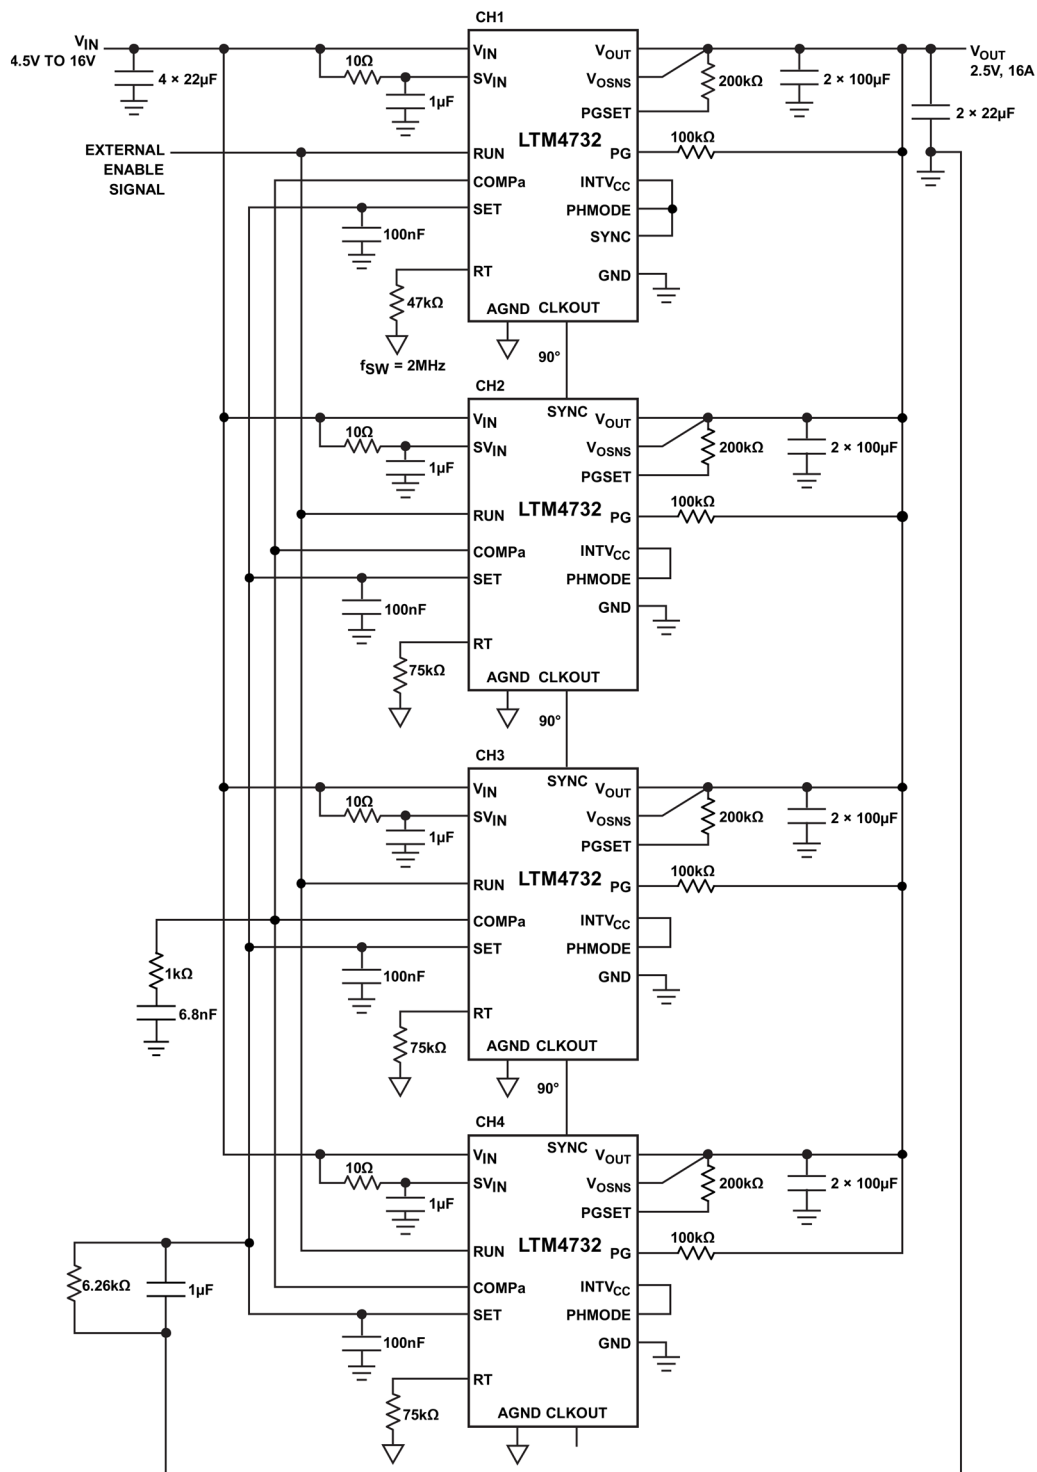 CH1
VIN
4.5V TO 16V
4 × 22µF
10Ω
1µF
VIN
SVIN
VOUT
VOSNS
PGSET
200kΩ
2 × 100µF
VOUT
2.5V, 16A
2 × 22µF
EXTERNAL
ENABLE
SIGNAL
LTM4732
RUN
COMPa
SET
100nF
RT
47kΩ
fSW = 2MHz
PG
100kΩ
INTVCC
PHMODE
SYNC
GND
AGND CLKOUT
90°
CH2
SYNC
VIN
10Ω
SVIN
1µF
VOUT
VOSNS
PGSET
200kΩ
2 × 100µF
LTM4732
RUN
COMPa
SET
100nF
RT
75kΩ
PG
100kΩ
INTVCC
PHMODE
GND
AGND CLKOUT
90°
CH3
SYNC
VIN
10Ω
SVIN
1µF
VOUT
VOSNS
PGSET
200kΩ
2 × 100µF
LTM4732
RUN
COMPa
SET
1kΩ
6.8nF
100nF
RT
75kΩ
PG
100kΩ
INTVCC
PHMODE
GND
AGND CLKOUT
90°
CH4
SYNC
VIN
10Ω
SVIN
1µF
VOUT
VOSNS
PGSET
200kΩ
2 × 100µF
LTM4732
RUN
COMPa
SET
6.26kΩ
1µF
100nF
RT
75kΩ
PG
100kΩ
INTVCC
PHMODE
GND
AGND CLKOUT